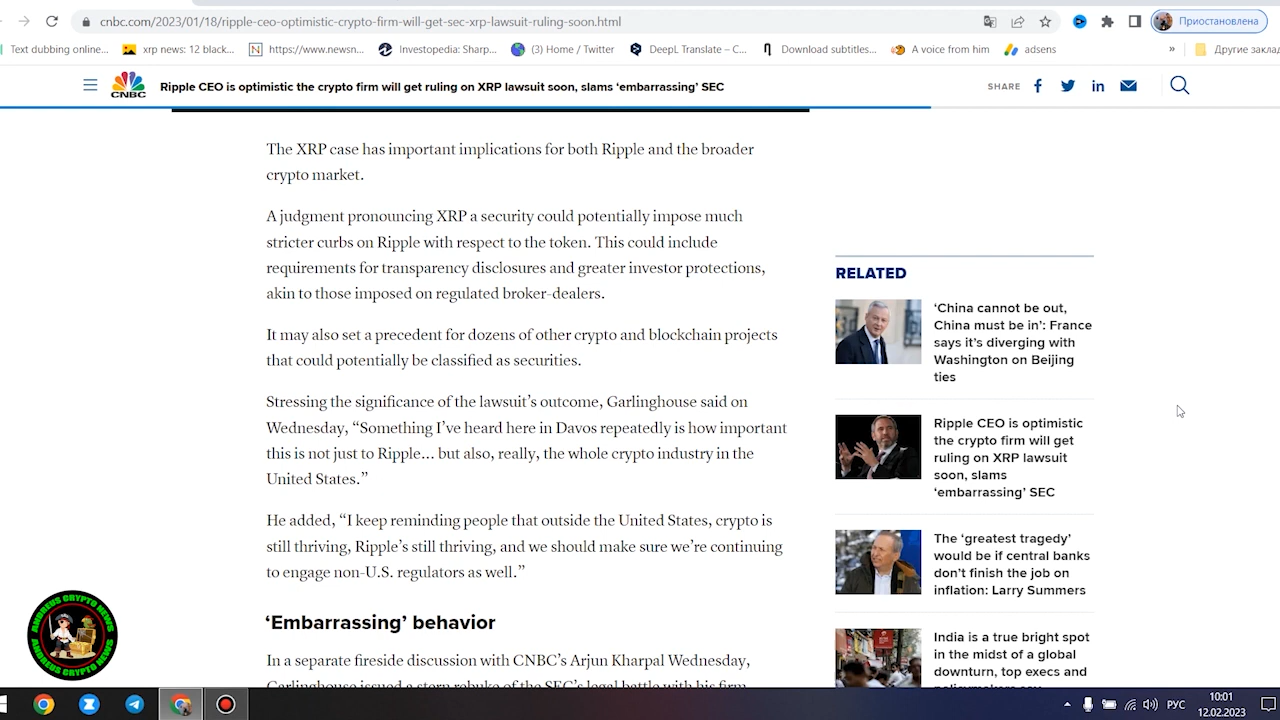 cnbc.com/2023/01/18/ripple-ceo-optimistic-crypto-firm-will-get-sec-xrp-lawsuit-ruling-soon.html
Приостановлена
Text dubbing online...
xrp news: 12 black...
https://www.newsn...
Investopedia: Sharp...
(3) Home / Twitter
DeepL Translate – C...
Download subtitles...
A voice from him
adsens
»
Другие закла
CNBC
Ripple CEO is optimistic the crypto firm will get ruling on XRP lawsuit soon, slams ‘embarrassing’ SEC
SHARE
The XRP case has important implications for both Ripple and the broader
crypto market.
A judgment pronouncing XRP a security could potentially impose much
stricter curbs on Ripple with respect to the token. This could include
requirements for transparency disclosures and greater investor protections,
akin to those imposed on regulated broker-dealers.
It may also set a precedent for dozens of other crypto and blockchain projects
that could potentially be classified as securities.
Stressing the significance of the lawsuit’s outcome, Garlinghouse said on
Wednesday, “Something I’ve heard here in Davos repeatedly is how important
this is not just to Ripple... but also, really, the whole crypto industry in the
United States.”
He added, “I keep reminding people that outside the United States, crypto is
still thriving, Ripple’s still thriving, and we should make sure we’re continuing
to engage non-U.S. regulators as well.”
‘Embarrassing’ behavior
In a separate fireside discussion with CNBC’s Arjun Kharpal Wednesday,
Garlinghouse issued a stern rebuke of the SEC’s legal battle with his firm
RELATED
‘China cannot be out,
China must be in’: France
says it’s diverging with
Washington on Beijing
ties
Ripple CEO is optimistic
the crypto firm will get
ruling on XRP lawsuit
soon, slams
‘embarrassing’ SEC
The ‘greatest tragedy’
would be if central banks
don’t finish the job on
inflation: Larry Summers
India is a true bright spot
in the midst of a global
downturn, top execs and
policymakers say
ANDREUS CRYPTO NEWS
ANDREUS CRYPTO NEWS
РУС
10:01
12.02.2023